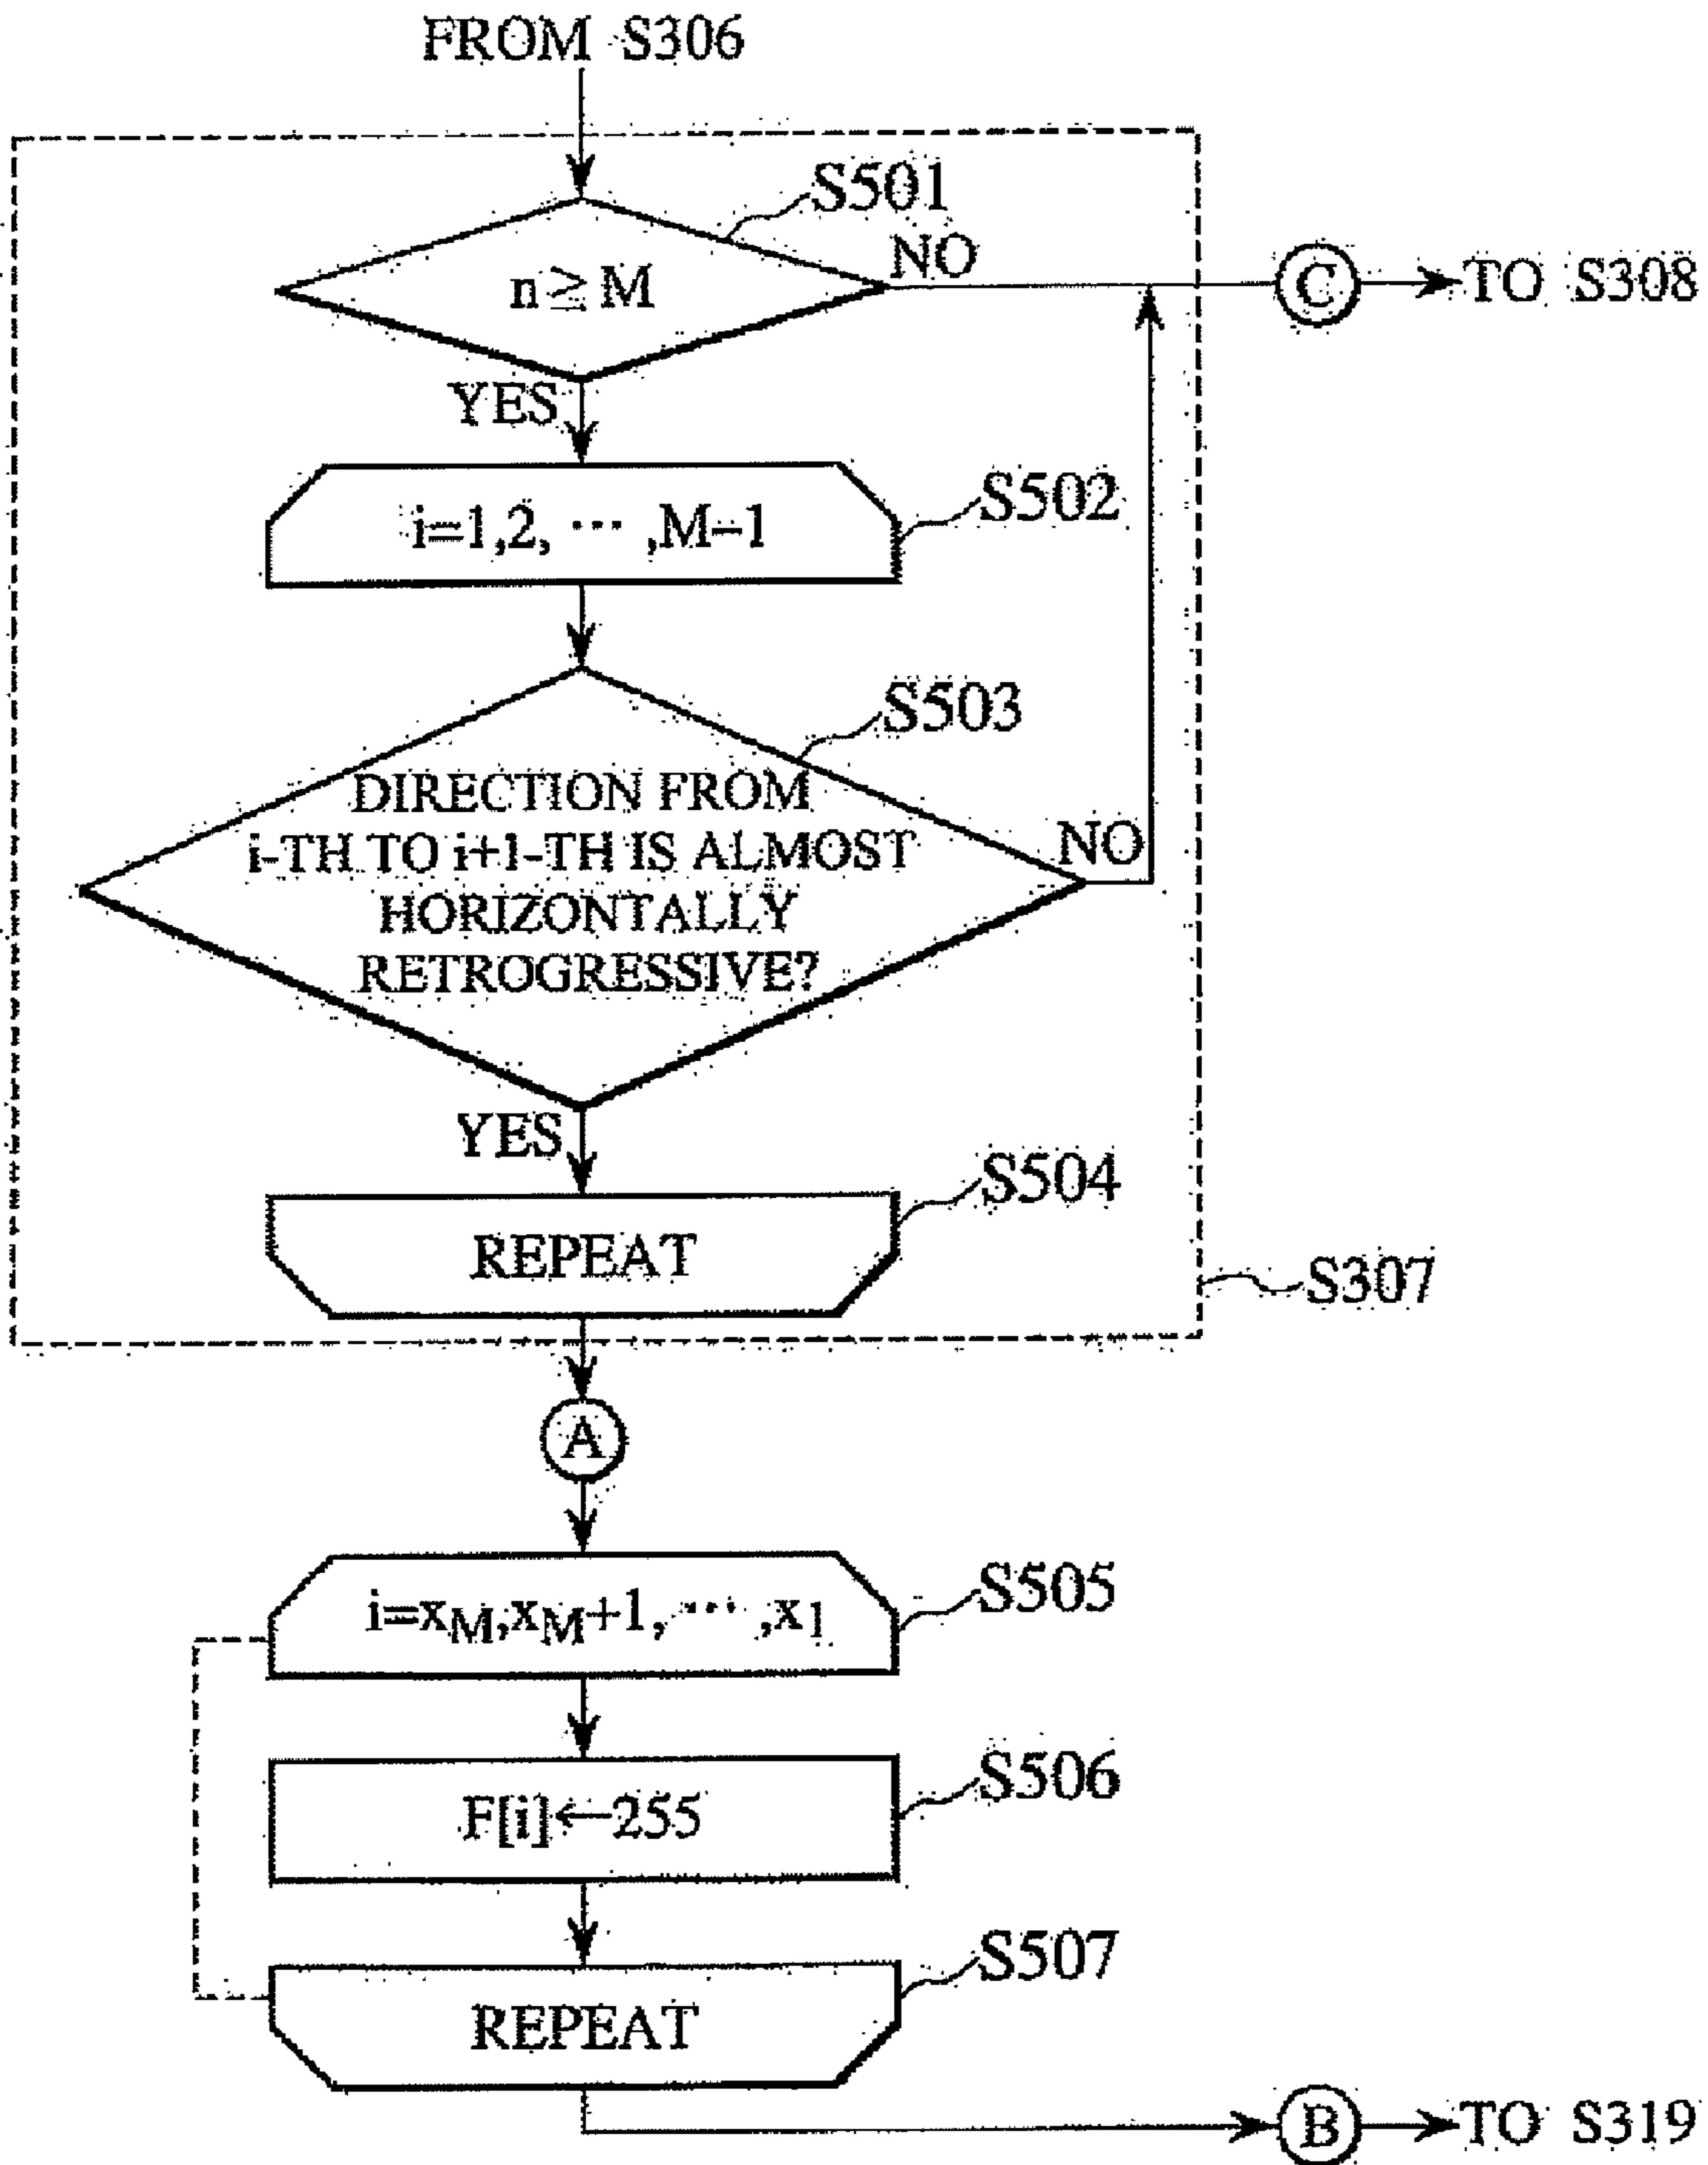 FROM S306
S501
n≧M
NO
C
TO S308
YES
i=1,2, ⋯ ,M−1
S502
S503
DIRECTION FROM
i-TH TO i+1-TH IS ALMOST
HORIZONTALLY
RETROGRESSIVE?
NO
YES
S504
REPEAT
S307
A
i=xM,xM+1, ⋯ ,x1
S505
F[i]←255
S506
S507
REPEAT
B
TO S319